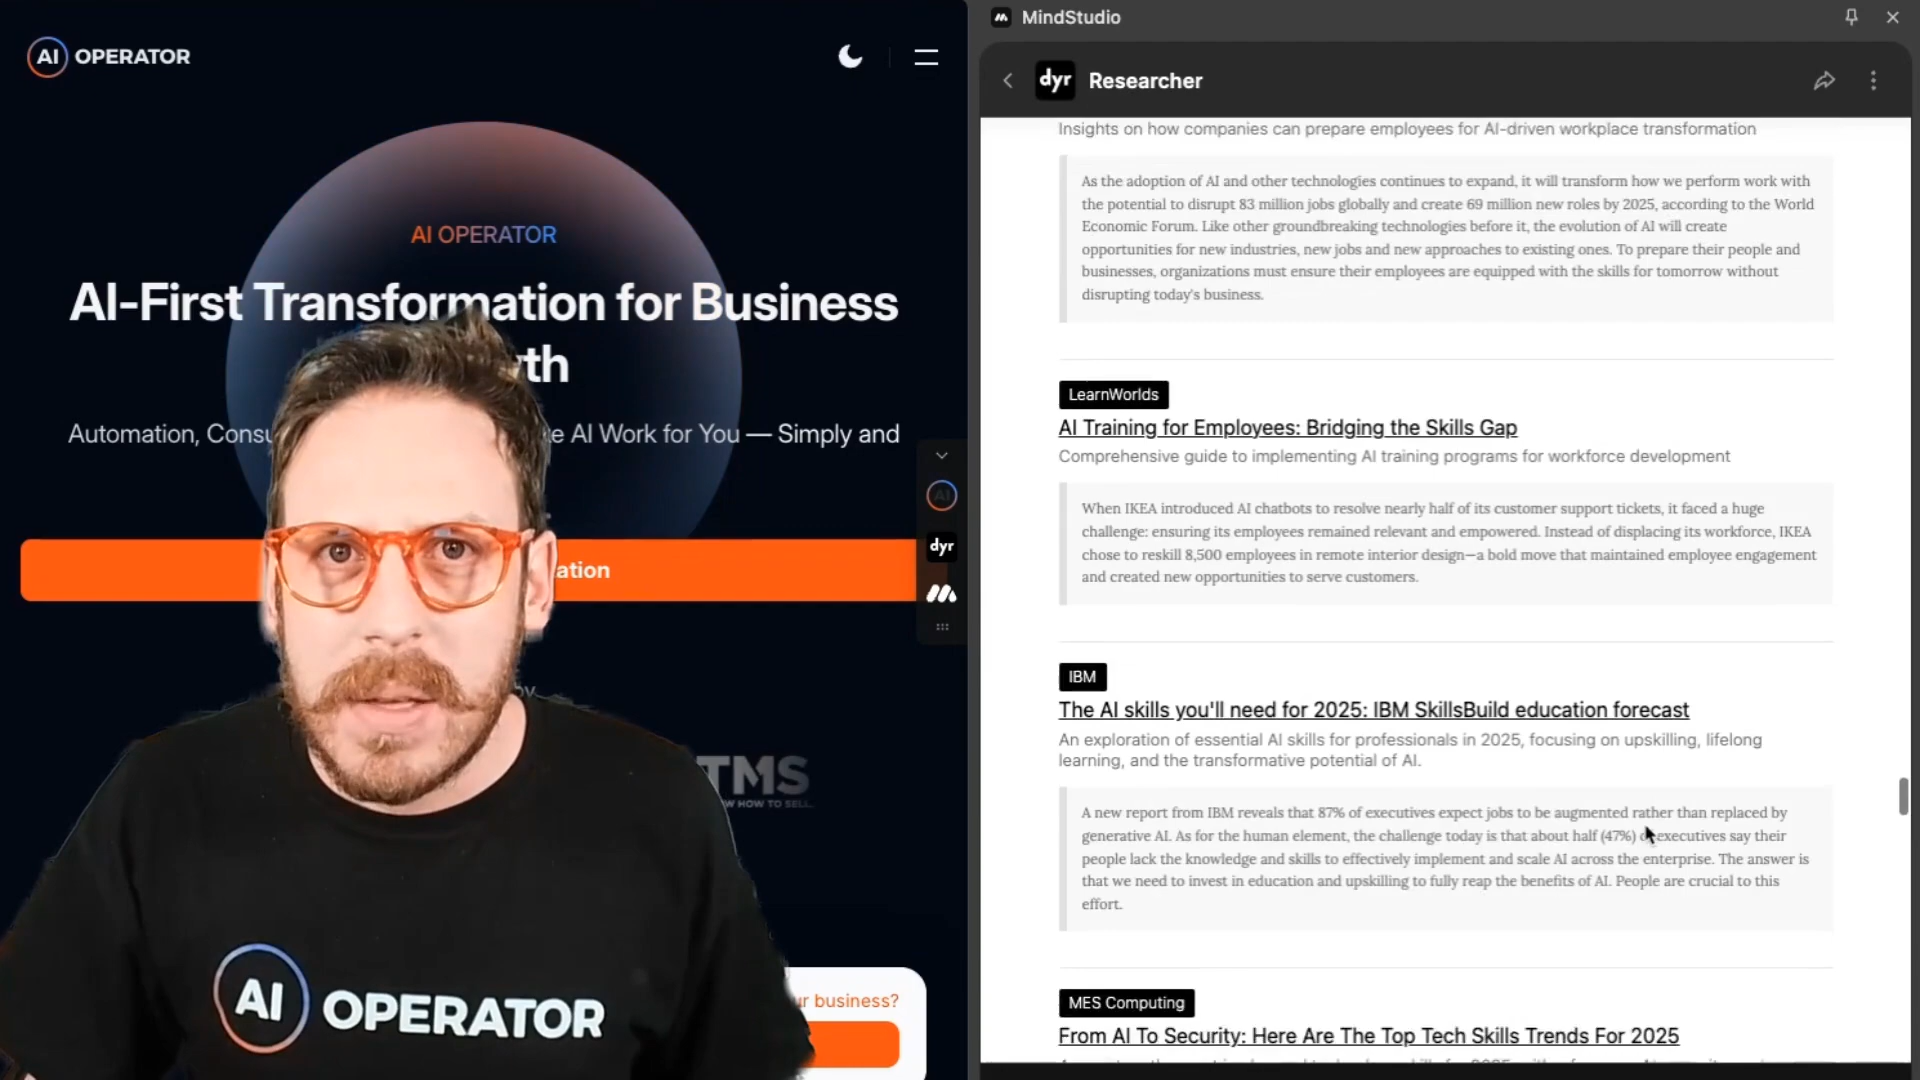 AI OPERATOR
AI OPERATOR
AI-First Transformation for Business
th
Automation, Consu
e AI Work for You — Simply and
ation
by
TMS
W HOW TO SELL.
ur business?
AI OPERATOR
AI
dyr
MindStudio
dyr Researcher
Insights on how companies can prepare employees for AI-driven workplace transformation
As the adoption of AI and other technologies continues to expand, it will transform how we perform work with
the potential to disrupt 83 million jobs globally and create 69 million new roles by 2025, according to the World
Economic Forum. Like other groundbreaking technologies before it, the evolution of AI will create
opportunities for new industries, new jobs and new approaches to existing ones. To prepare their people and
businesses, organizations must ensure their employees are equipped with the skills for tomorrow without
disrupting today's business.
LearnWorlds
AI Training for Employees: Bridging the Skills Gap
Comprehensive guide to implementing AI training programs for workforce development
When IKEA introduced AI chatbots to resolve nearly half of its customer support tickets, it faced a huge
challenge: ensuring its employees remained relevant and empowered. Instead of displacing its workforce, IKEA
chose to reskill 8,500 employees in remote interior design—a bold move that maintained employee engagement
and created new opportunities to serve customers.
IBM
The AI skills you'll need for 2025: IBM SkillsBuild education forecast
An exploration of essential AI skills for professionals in 2025, focusing on upskilling, lifelong
learning, and the transformative potential of AI.
A new report from IBM reveals that 87% of executives expect jobs to be augmented rather than replaced by
generative AI. As for the human element, the challenge today is that about half (47%) of executives say their
people lack the knowledge and skills to effectively implement and scale AI across the enterprise. The answer is
that we need to invest in education and upskilling to fully reap the benefits of AI. People are crucial to this
effort.
MES Computing
From AI To Security: Here Are The Top Tech Skills Trends For 2025